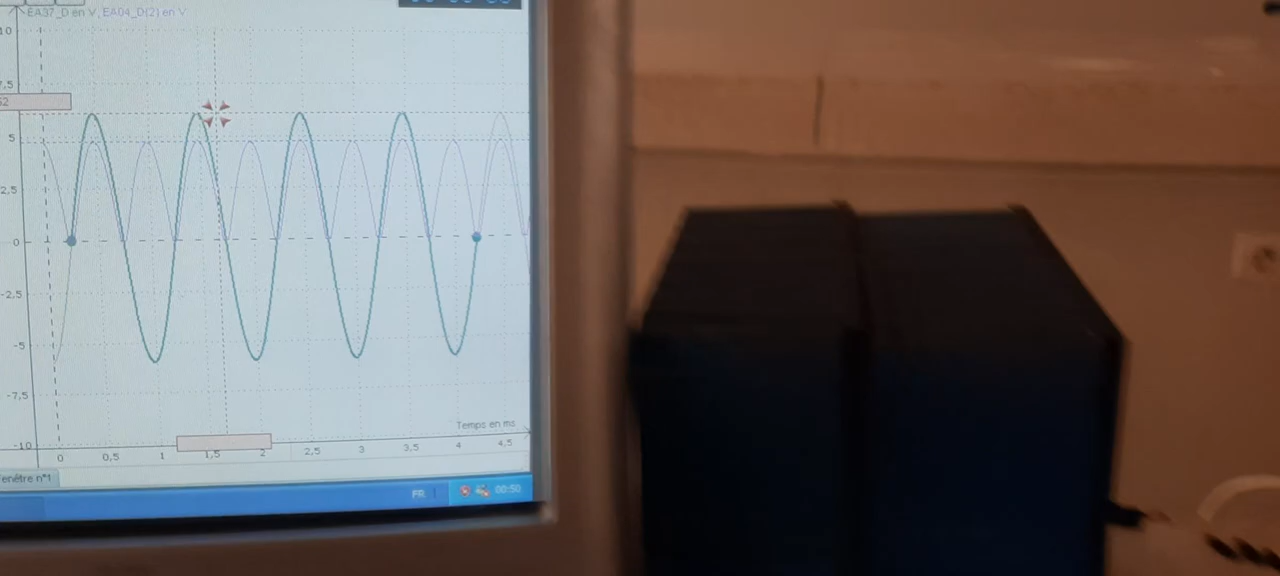 EA37_D en V, EA04_D(2) en V
10
7,5
52
5
2,5
0
-2,5
-5
-7,5
-10
Temps en ms
0 0,5 1 1,5 2 2,5 3 3,5 4 4,5
enêtre n°1
FR 00:50